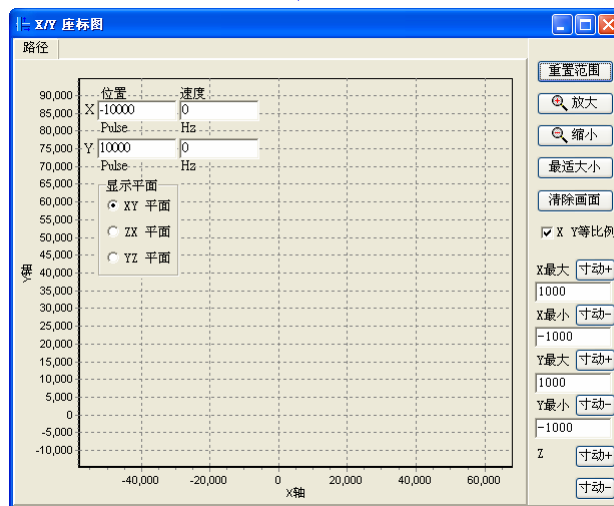 X/Y 座标图
路径
位置 速度
X -10000 0
Pulse Hz
Y 10000 0
Pulse Hz
显示平面
XY 平面
ZX 平面
YZ 平面
90,000
85,000
80,000
75,000
70,000
65,000
60,000
55,000
50,000
45,000
40,000
35,000
30,000
25,000
20,000
15,000
10,000
5,000
0
-5,000
-10,000
Y轴
-40,000 -20,000 0 20,000 40,000 60,000
X轴
重置范围
放大
缩小
最适大小
清除画面
X Y等比例
X最大 寸动+
1000
X最小 寸动-
-1000
Y最大 寸动+
1000
Y最小 寸动-
-1000
Z 寸动+
寸动-